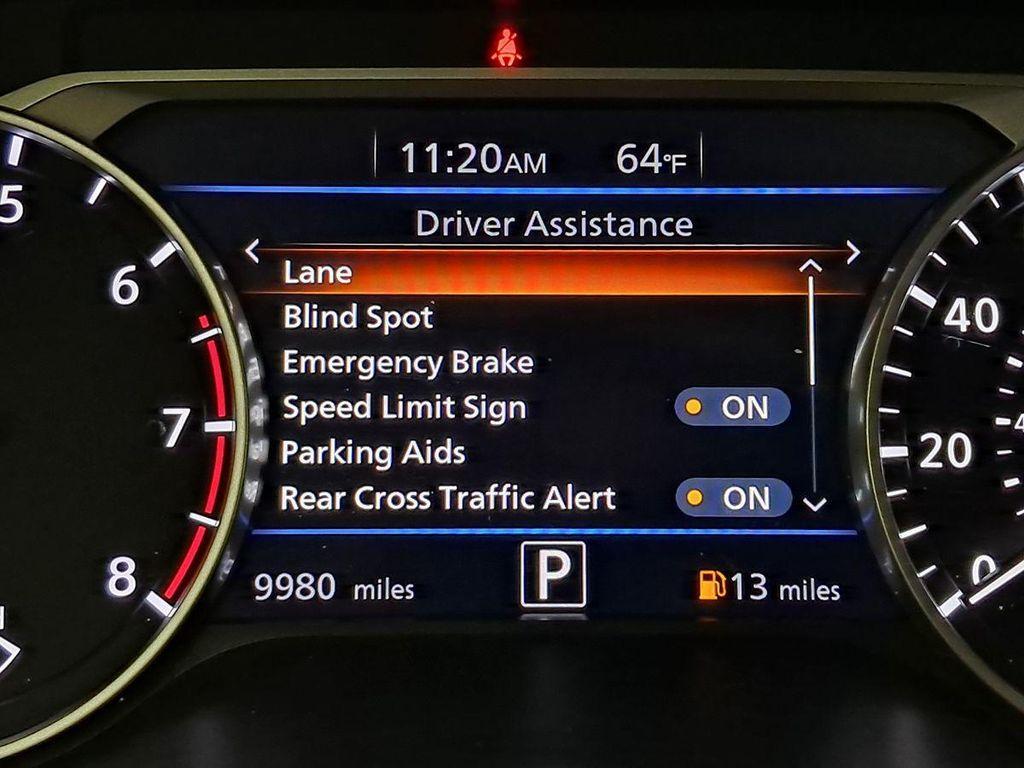 11:20AM 64°F
Driver Assistance
Lane
Blind Spot
Emergency Brake
Speed Limit Sign ON
Parking Aids
Rear Cross Traffic Alert ON
9980 miles P 13 miles
5
6
7
8
40
20
0